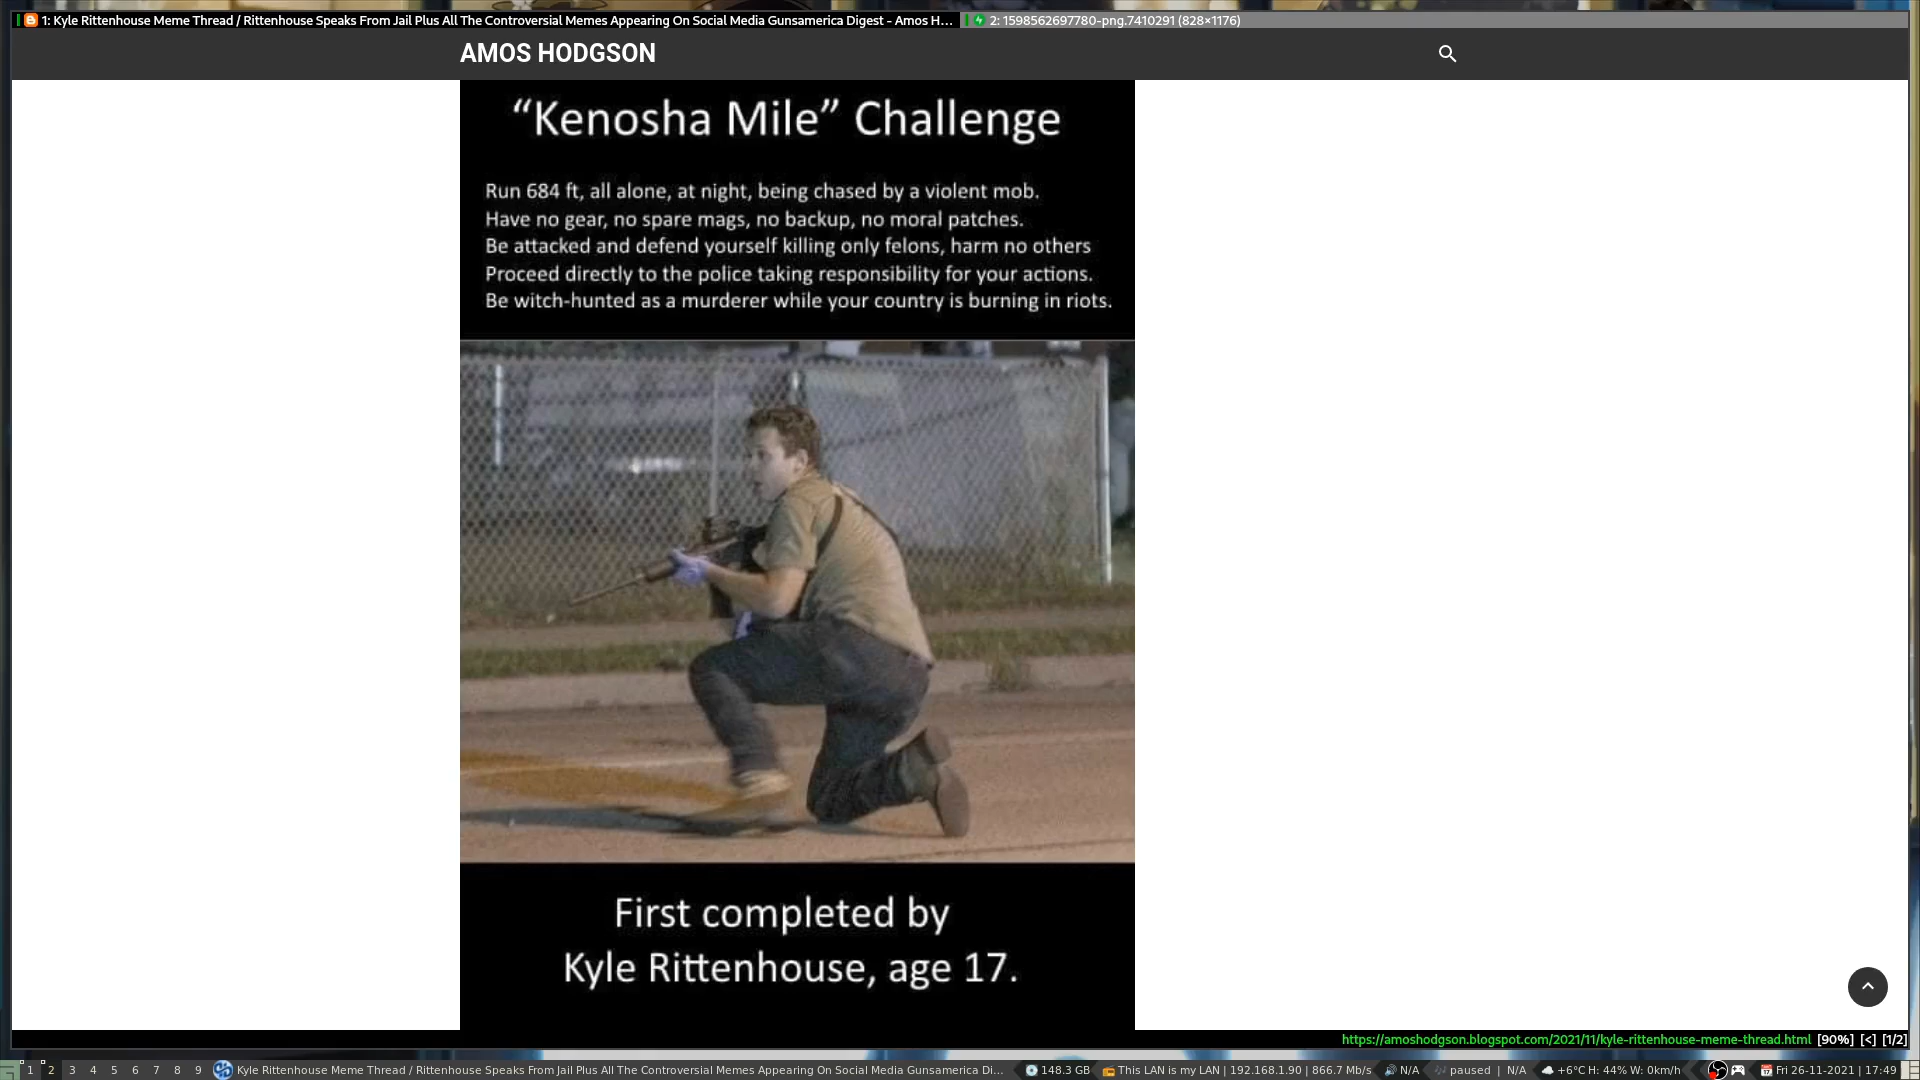 1: Kyle Rittenhouse Meme Thread / Rittenhouse Speaks From Jail Plus All The Controversial Memes Appearing On Social Media Gunsamerica Digest - Amos H…
2: 1598562697780-png.7410291 (828×1176)
AMOS HODGSON
“Kenosha Mile” Challenge
Run 684 ft, all alone, at night, being chased by a violent mob.
Have no gear, no spare mags, no backup, no moral patches.
Be attacked and defend yourself killing only felons, harm no others
Proceed directly to the police taking responsibility for your actions.
Be witch-hunted as a murderer while your country is burning in riots.
First completed by
Kyle Rittenhouse, age 17.
https://amoshodgson.blogspot.com/2021/11/kyle-rittenhouse-meme-thread.html [90%] [<] [1/2]
1 2 3 4 5 6 7 8 9 Kyle Rittenhouse Meme Thread / Rittenhouse Speaks From Jail Plus All The Controversial Memes Appearing On Social Media Gunsamerica Di… 148.3 GB This LAN is my LAN | 192.168.1.90 | 866.7 Mb/s N/A paused | N/A +6°C H: 44% W: 0km/h Fri 26-11-2021 | 17:49